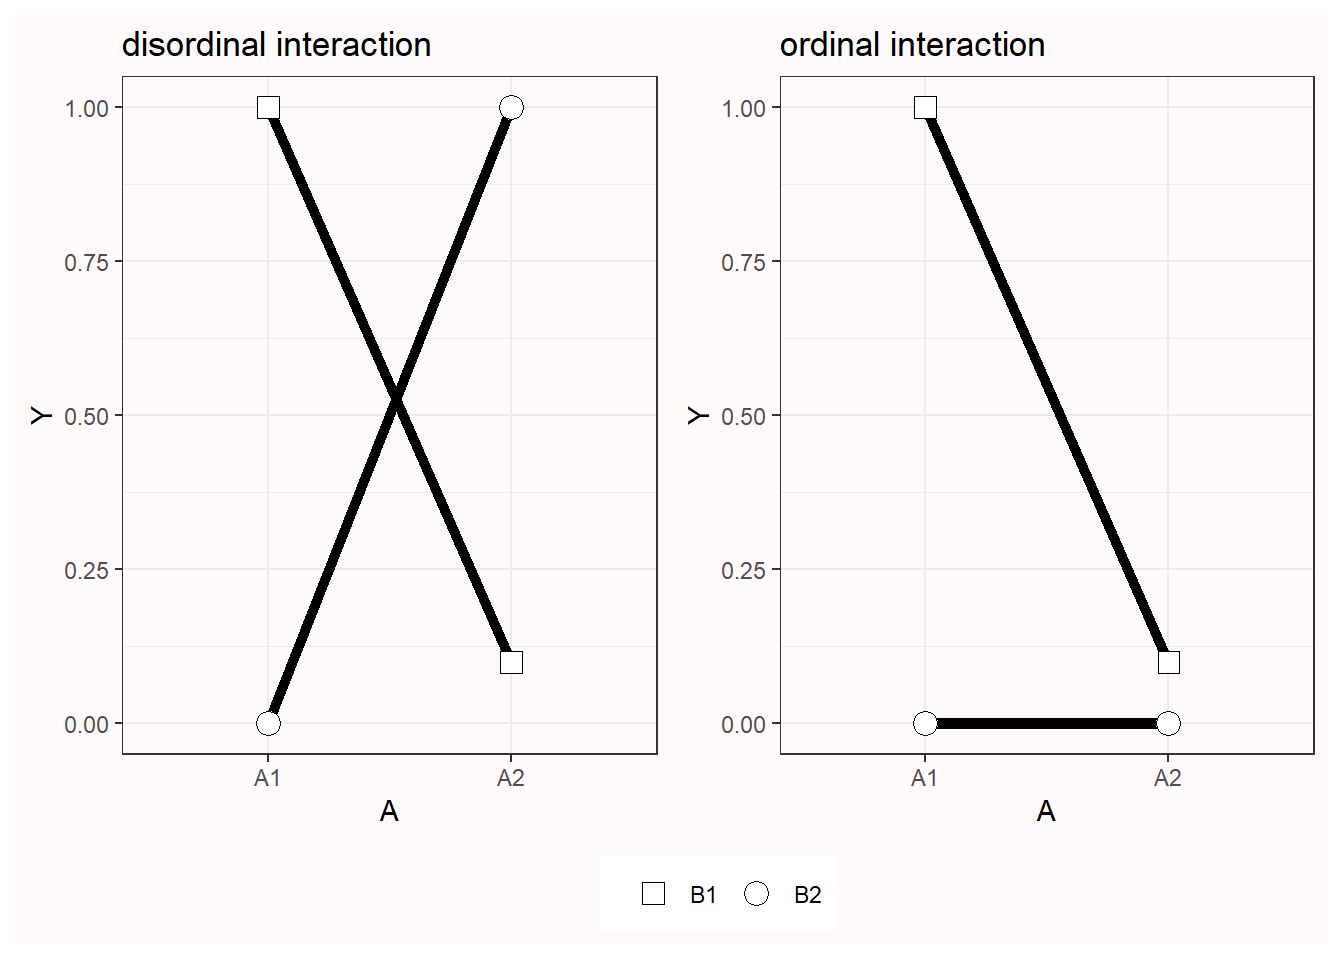 disordinal interaction
1.00
0.75
0.50
0.25
0.00
Y
A1 A2
A
ordinal interaction
1.00
0.75
0.50
0.25
0.00
Y
A1 A2
A
B1 B2